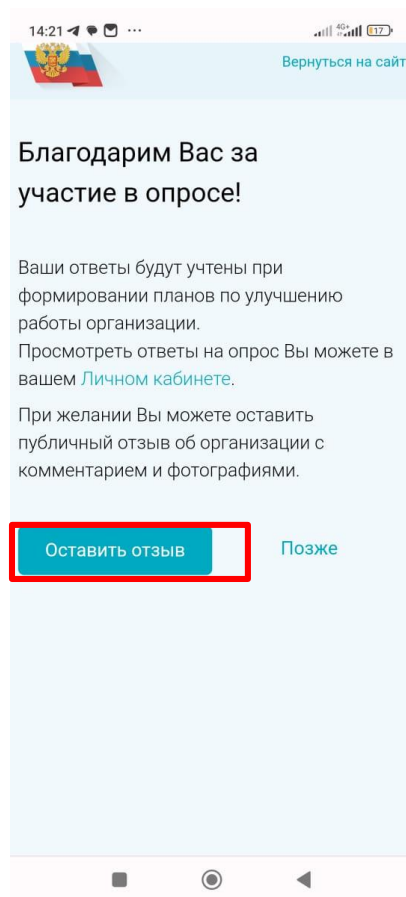 14:21 ... 4G+ 17
Вернуться на сайт
Благодарим Вас за
участие в опросе!
Ваши ответы будут учтены при
формировании планов по улучшению
работы организации.
Просмотреть ответы на опрос Вы можете в
вашем Личном кабинете.
При желании Вы можете оставить
публичный отзыв об организации с
комментарием и фотографиями.
Оставить отзыв Позже